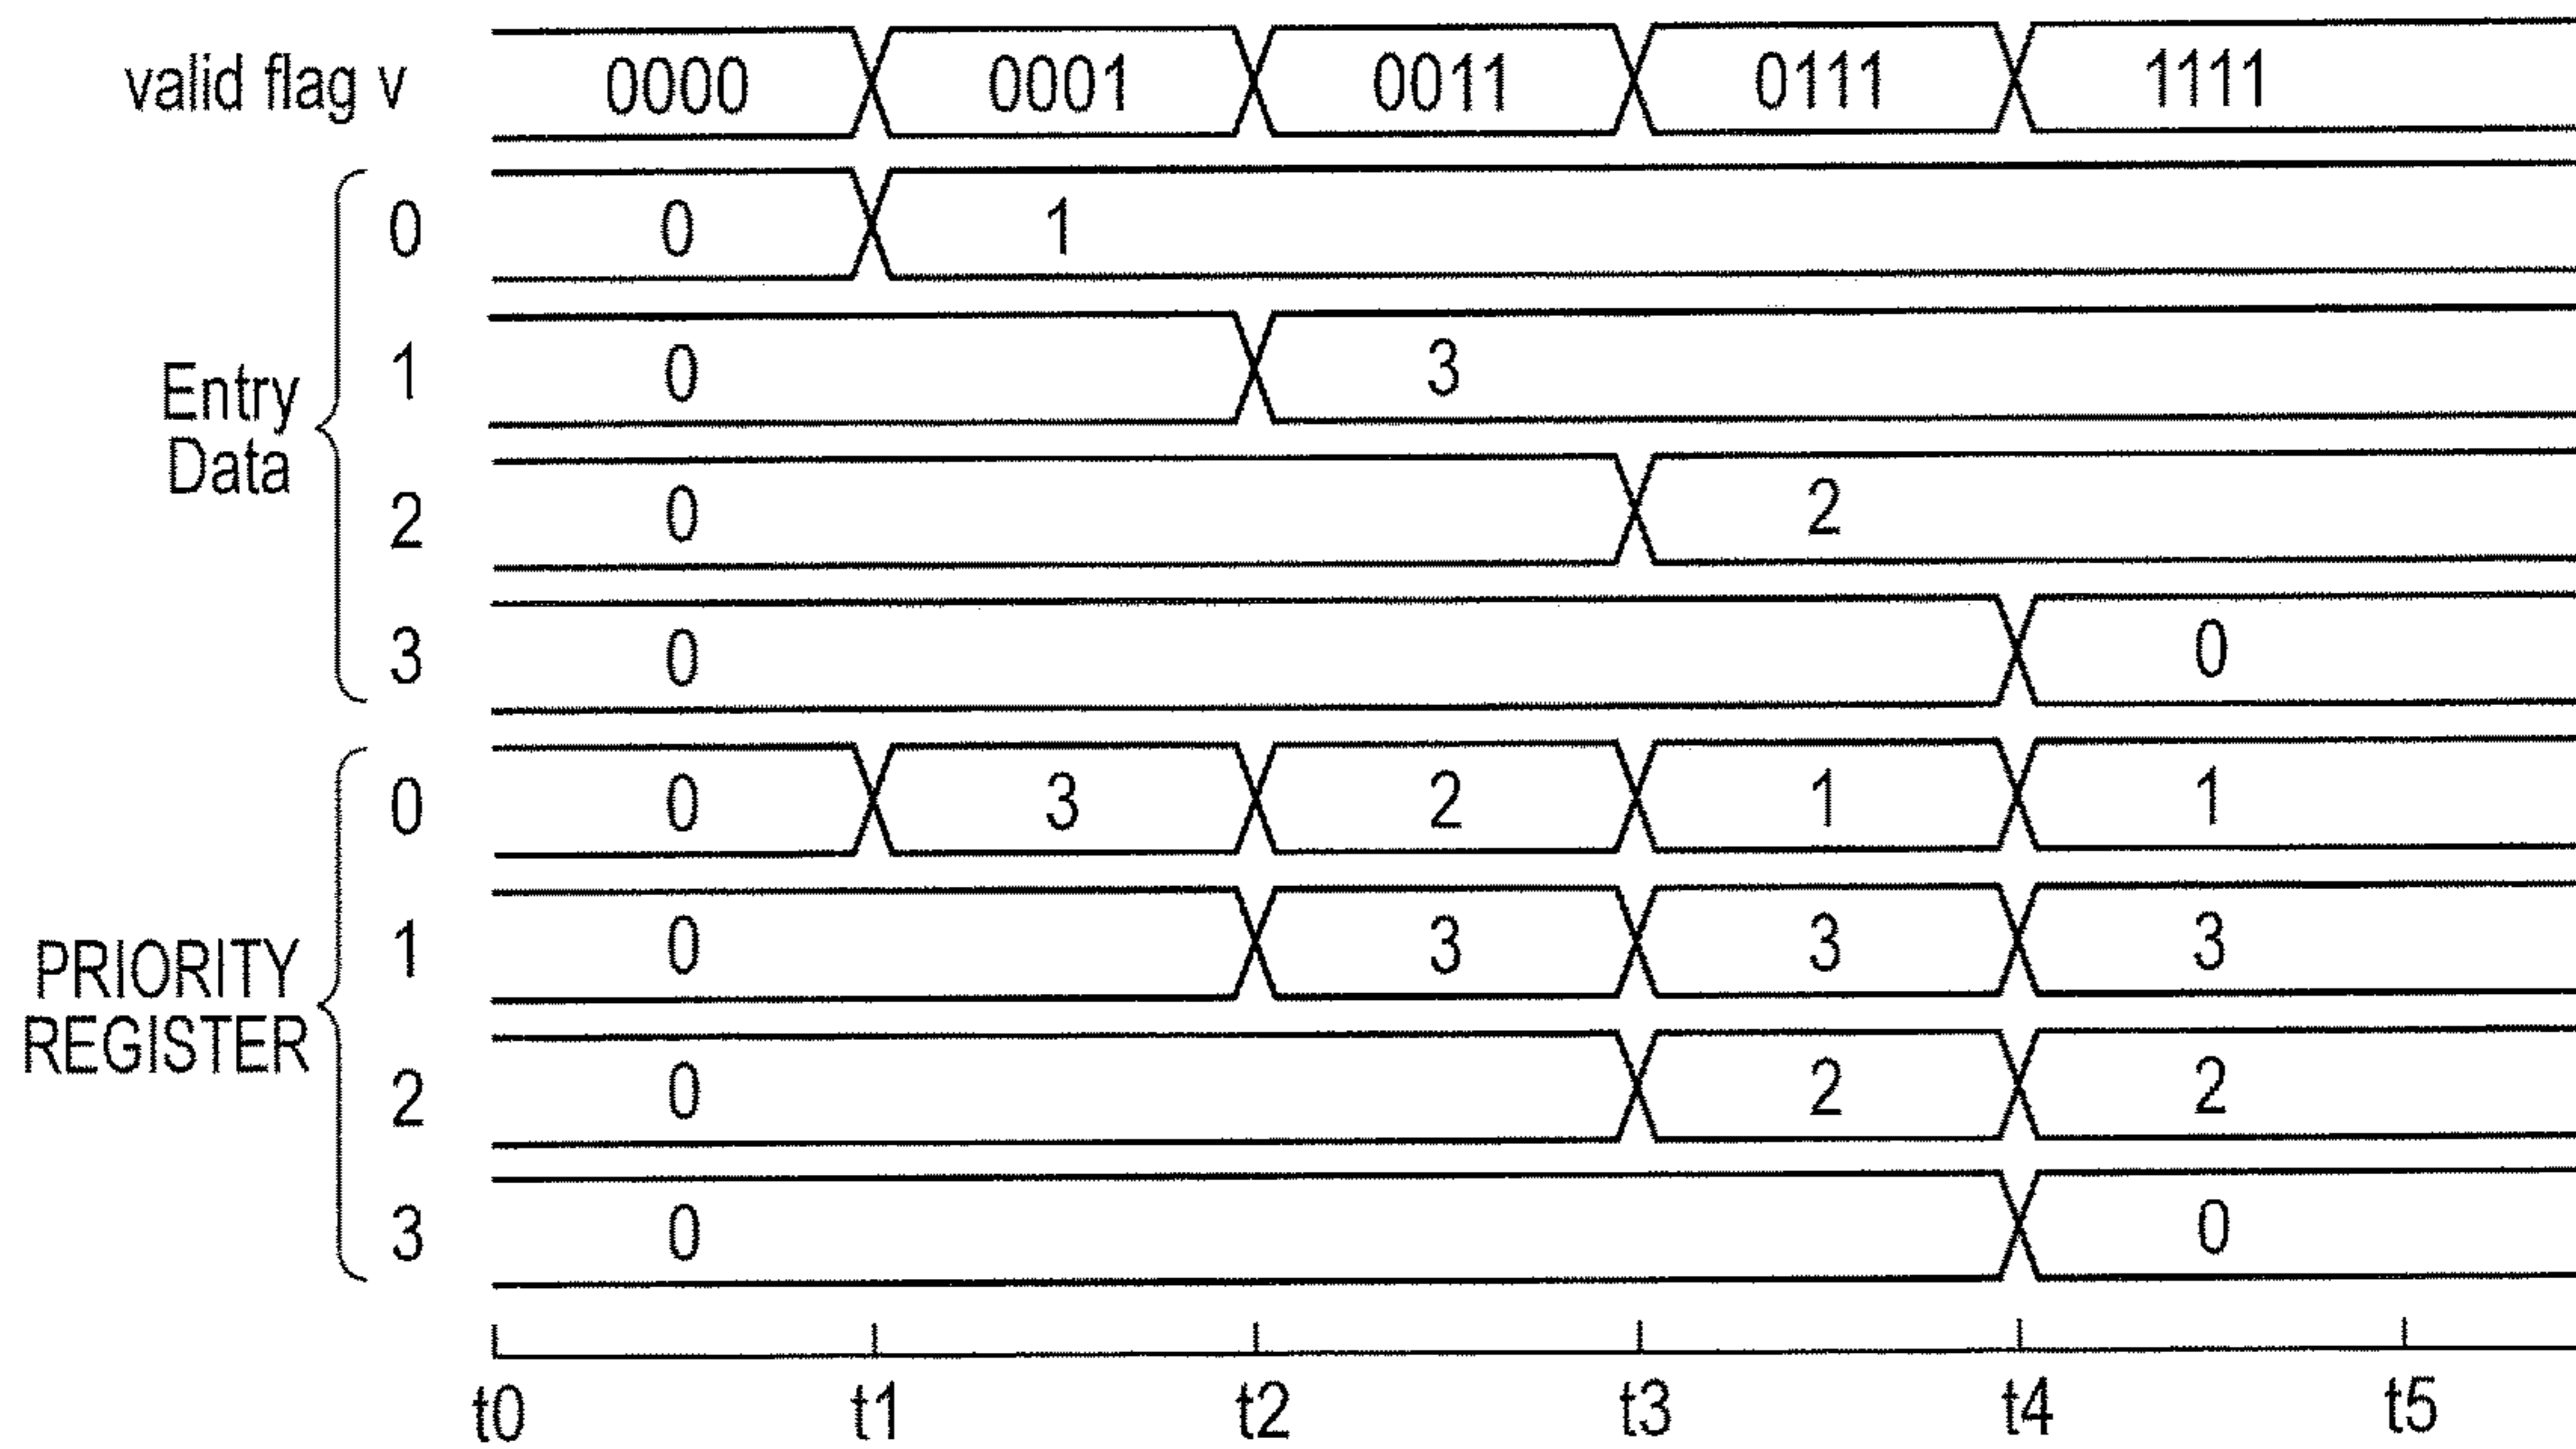 valid flag v 0000 0001 0011 0111 1111
0 0 1
1 0 3
Entry
Data
2 0 2
3 0 0
0 0 3 2 1 1
1 0 3 3 3
PRIORITY
REGISTER
2 0 2 2
3 0 0
t0 t1 t2 t3 t4 t5